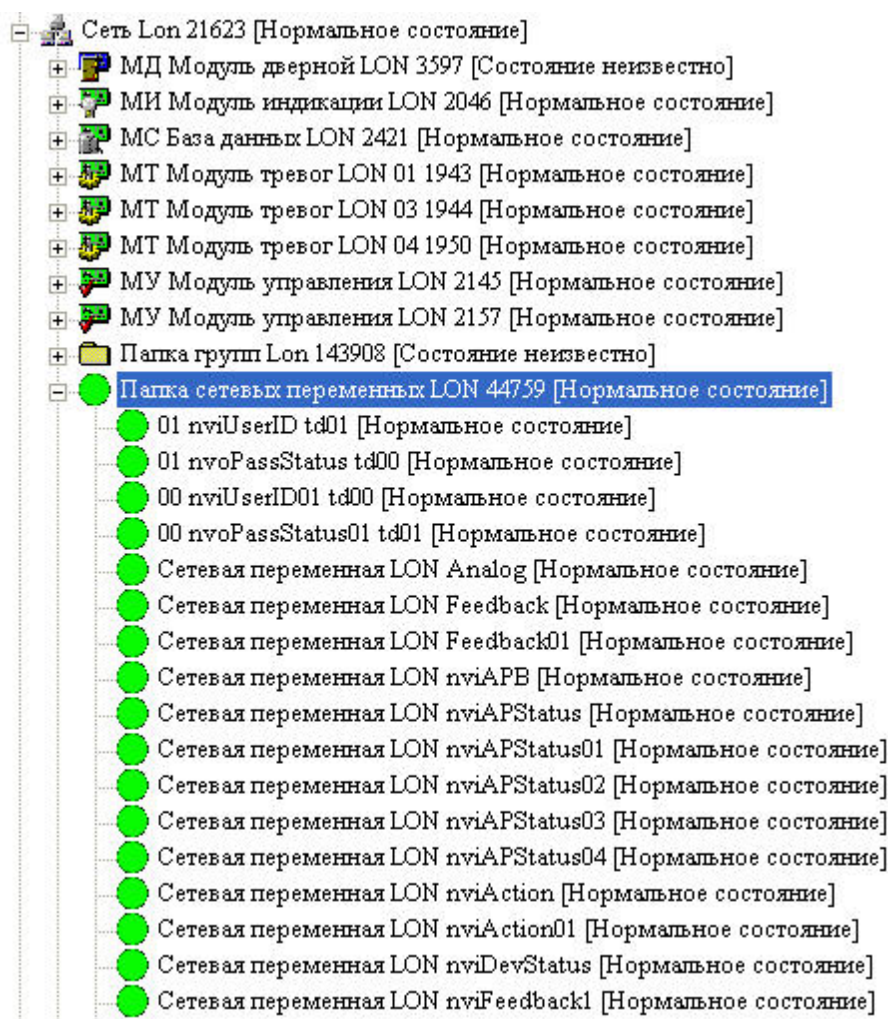 Сеть Lon 21623 [Нормальное состояние]
МД Модуль дверной LON 3597 [Состояние неизвестно]
МИ Модуль индикации LON 2046 [Нормальное состояние]
МС База данных LON 2421 [Нормальное состояние]
МТ Модуль тревог LON 01 1943 [Нормальное состояние]
МТ Модуль тревог LON 03 1944 [Нормальное состояние]
МТ Модуль тревог LON 04 1950 [Нормальное состояние]
МУ Модуль управления LON 2145 [Нормальное состояние]
МУ Модуль управления LON 2157 [Нормальное состояние]
Папка групп Lon 143908 [Состояние неизвестно]
Папка сетевых переменных LON 44759 [Нормальное состояние]
01 nviUserID td01 [Нормальное состояние]
01 nvoPassStatus td00 [Нормальное состояние]
00 nviUserID01 td00 [Нормальное состояние]
00 nvoPassStatus01 td01 [Нормальное состояние]
Сетевая переменная LON Analog [Нормальное состояние]
Сетевая переменная LON Feedback [Нормальное состояние]
Сетевая переменная LON Feedback01 [Нормальное состояние]
Сетевая переменная LON nviAPB [Нормальное состояние]
Сетевая переменная LON nviAPStatus [Нормальное состояние]
Сетевая переменная LON nviAPStatus01 [Нормальное состояние]
Сетевая переменная LON nviAPStatus02 [Нормальное состояние]
Сетевая переменная LON nviAPStatus03 [Нормальное состояние]
Сетевая переменная LON nviAPStatus04 [Нормальное состояние]
Сетевая переменная LON nviAction [Нормальное состояние]
Сетевая переменная LON nviAction01 [Нормальное состояние]
Сетевая переменная LON nviDevStatus [Нормальное состояние]
Сетевая переменная LON nviFeedback1 [Нормальное состояние]